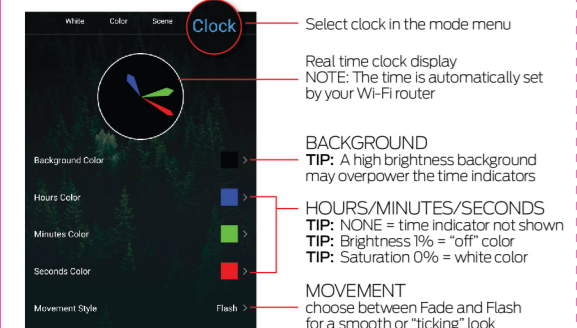 White Color Scene Clock
Select clock in the mode menu
Real time clock display
NOTE: The time is automatically set
by your Wi-Fi router
Background Color
BACKGROUND
TIP: A high brightness background
may overpower the time indicators
Hours Color
Minutes Color
Seconds Color
HOURS/MINUTES/SECONDS
TIP: NONE = time indicator not shown
TIP: Brightness 1% = “off” color
TIP: Saturation 0% = white color
Movement Style Flash
MOVEMENT
choose between Fade and Flash
for a smooth or “ticking” look